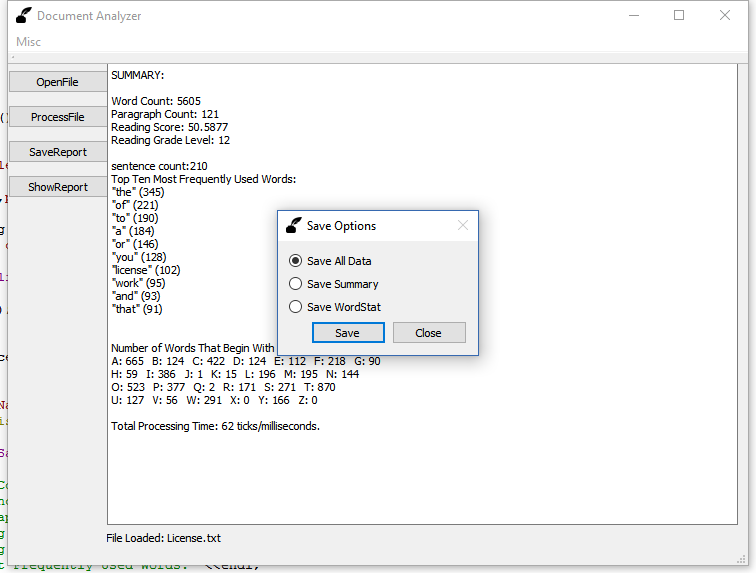 Document Analyzer
Misc
OpenFile
ProcessFile
SaveReport
ShowReport
SUMMARY:
Word Count: 5605
Paragraph Count: 121
Reading Score: 50.5877
Reading Grade Level: 12
sentence count:210
Top Ten Most Frequently Used Words:
"the" (345)
"of" (221)
"to" (190)
"a" (184)
"or" (146)
"you" (128)
"license" (102)
"work" (95)
"and" (93)
"that" (91)
Number of Words That Begin With
A: 665 B: 124 C: 422 D: 124 E: 112 F: 218 G: 90
H: 59 I: 386 J: 1 K: 15 L: 196 M: 195 N: 144
O: 523 P: 377 Q: 2 R: 171 S: 271 T: 870
U: 127 V: 56 W: 291 X: 0 Y: 166 Z: 0
Total Processing Time: 62 ticks/milliseconds.
Save Options
Save All Data
Save Summary
Save WordStat
Save
Close
File Loaded: License.txt